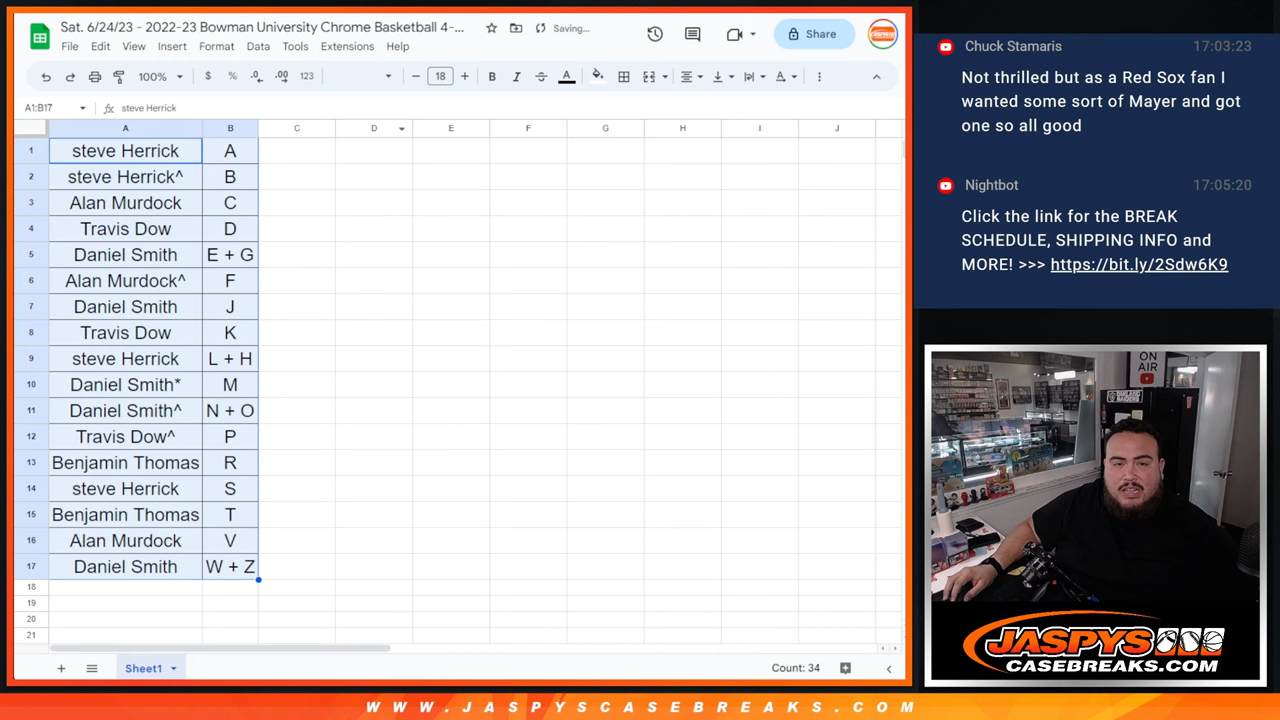 Sat. 6/24/23 - 2022-23 Bowman University Chrome Basketball 4-...
Saving...
File Edit View Insert Format Data Tools Extensions Help
Share
100% $ % .0 .00 123 18 B I A
A1:B17 fx steve Herrick
A B C D E F G H I J
1 steve Herrick A
2 steve Herrick^ B
3 Alan Murdock C
4 Travis Dow D
5 Daniel Smith E + G
6 Alan Murdock^ F
7 Daniel Smith J
8 Travis Dow K
9 steve Herrick L + H
10 Daniel Smith* M
11 Daniel Smith^ N + O
12 Travis Dow^ P
13 Benjamin Thomas R
14 steve Herrick S
15 Benjamin Thomas T
16 Alan Murdock V
17 Daniel Smith W + Z
18
19
20
21
Sheet1
Count: 34
Chuck Stamaris 17:03:23
Not thrilled but as a Red Sox fan I
wanted some sort of Mayer and got
one so all good
Nightbot 17:05:20
Click the link for the BREAK
SCHEDULE, SHIPPING INFO and
MORE! >>> https://bit.ly/2Sdw6K9
ON
AIR
OAKLAND
RAIDERS
JASPYS
CASEBREAKS.COM
WWW.JASPYSCASEBREAKS.COM